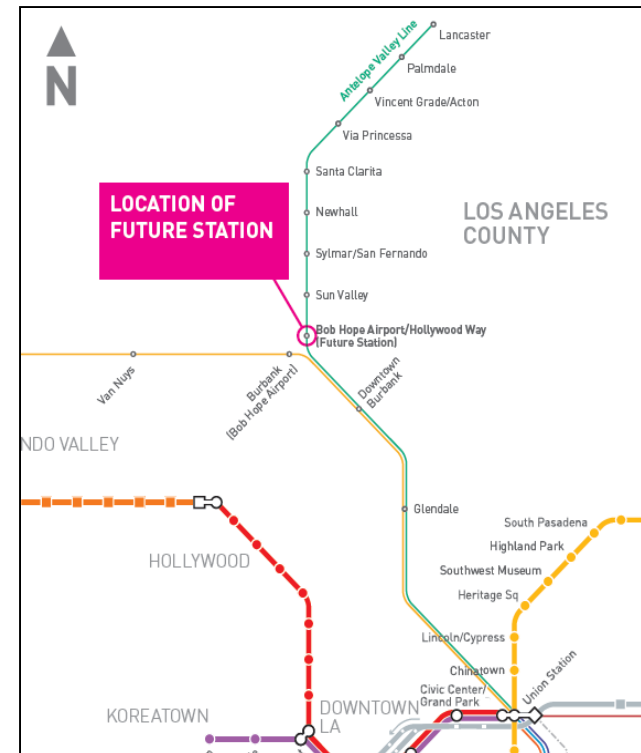 N
Antelope Valley Line
Lancaster
Palmdale
Vincent Grade/Acton
Via Princessa
Santa Clarita
LOCATION OF
FUTURE STATION
Newhall
LOS ANGELES
COUNTY
Sylmar/San Fernando
Sun Valley
Bob Hope Airport/Hollywood Way
(Future Station)
Van Nuys
Burbank
(Bob Hope Airport)
Downtown
Burbank
NDO VALLEY
Glendale
South Pasadena
Highland Park
HOLLYWOOD
Southwest Museum
Heritage Sq
Lincoln/Cypress
Chinatown
Union Station
Civic Center/
Grand Park
KOREATOWN
DOWNTOWN
LA